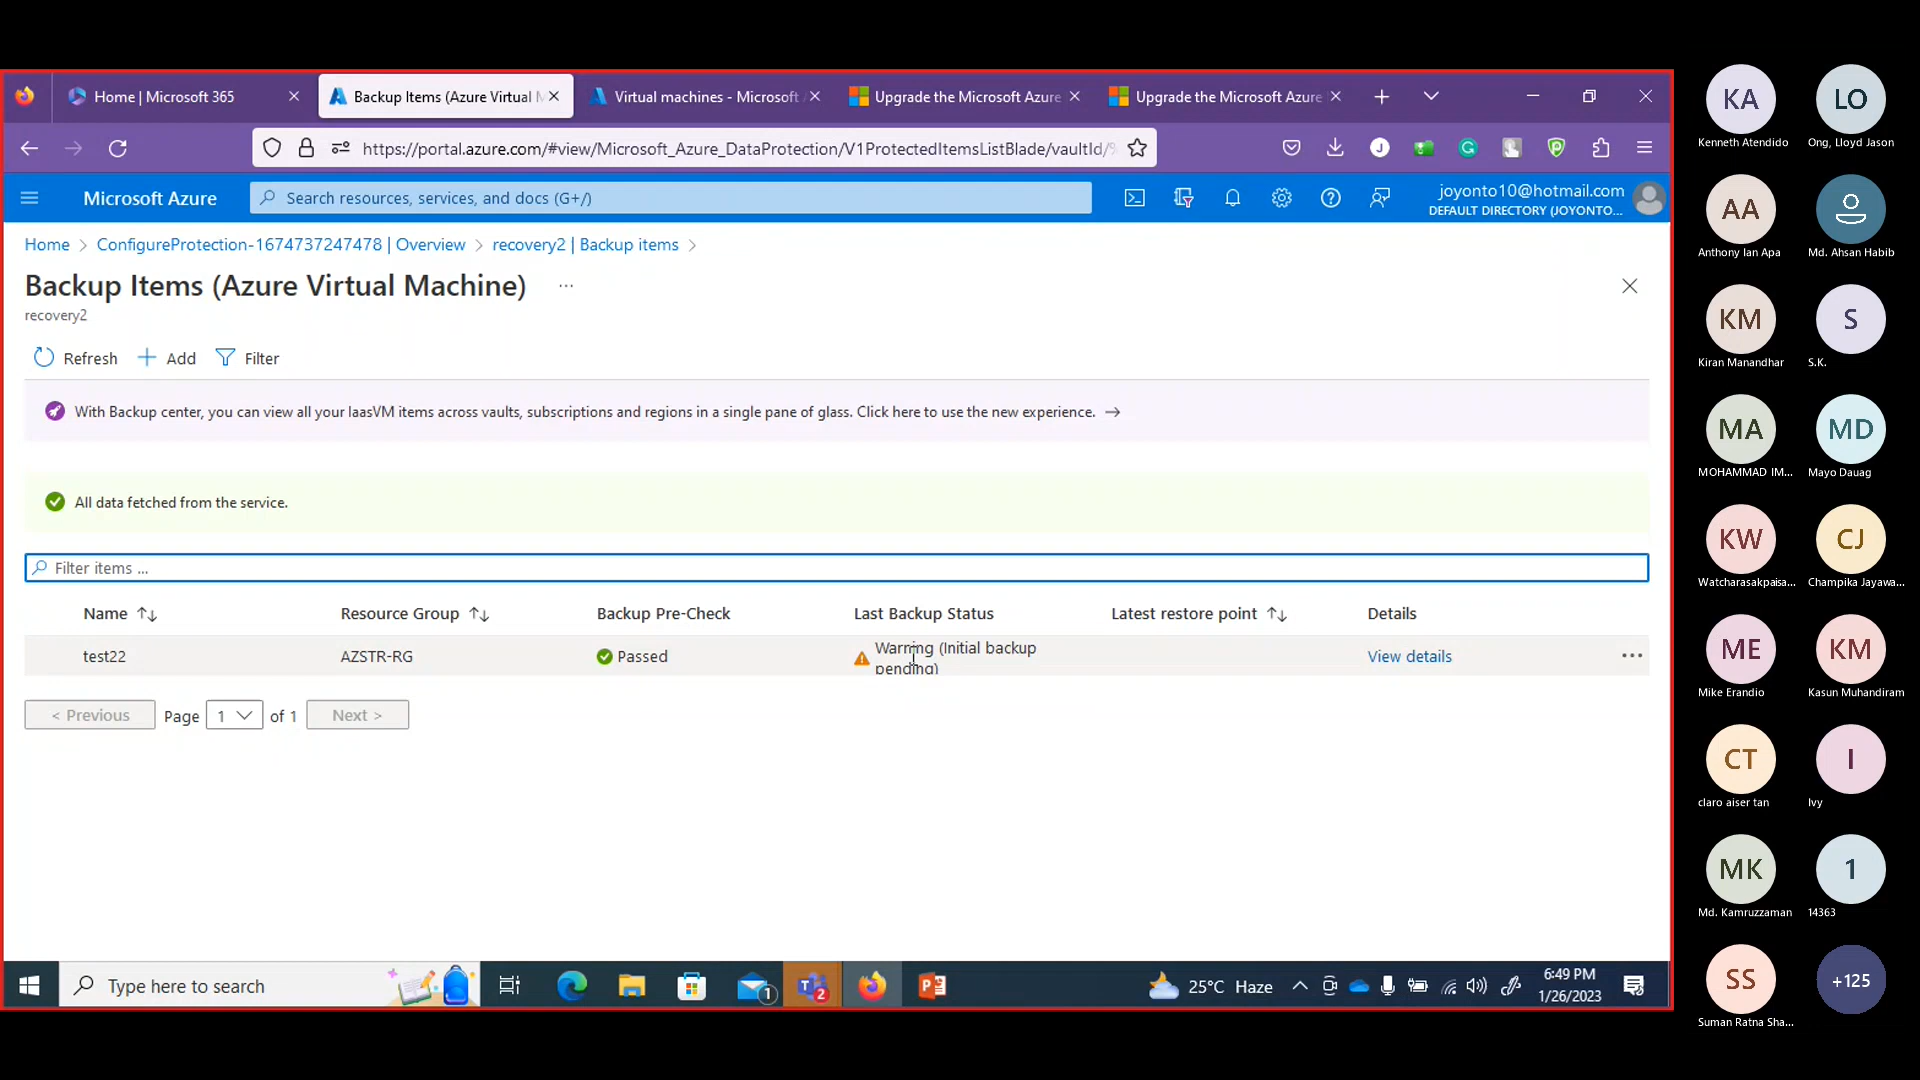 Home | Microsoft 365
Backup Items (Azure Virtual M
Virtual machines - Microsoft
Upgrade the Microsoft Azure
Upgrade the Microsoft Azure
https://portal.azure.com/#view/Microsoft_Azure_DataProtection/V1ProtectedItemsListBlade/vaultId/%
Microsoft Azure
Search resources, services, and docs (G+/)
joyonto10@hotmail.com
DEFAULT DIRECTORY (JOYONTO...
Home > ConfigureProtection-1674737247478 | Overview > recovery2 | Backup items >
Backup Items (Azure Virtual Machine) ...
recovery2
Refresh
Add
Filter
With Backup center, you can view all your IaasVM items across vaults, subscriptions and regions in a single pane of glass. Click here to use the new experience. →
All data fetched from the service.
Filter items ...
Name Resource Group Backup Pre-Check Last Backup Status Latest restore point Details
test22 AZSTR-RG Passed Warning (Initial backup
pending) View details
< Previous Page 1 of 1 Next >
Type here to search
1
2
25°C Haze
6:49 PM
1/26/2023
KA
Kenneth Atendido
LO
Ong, Lloyd Jason
AA
Anthony Ian Apa
Md. Ahsan Habib
KM
Kiran Manandhar
S
S.K.
MA
MOHAMMAD IM...
MD
Mayo Dauag
KW
Watcharasakpaisa...
CJ
Champika Jayawa...
ME
Mike Erandio
KM
Kasun Muhandiram
CT
claro aiser tan
I
Ivy
MK
Md. Kamruzzaman
1
14363
SS
Suman Ratna Sha...
+125